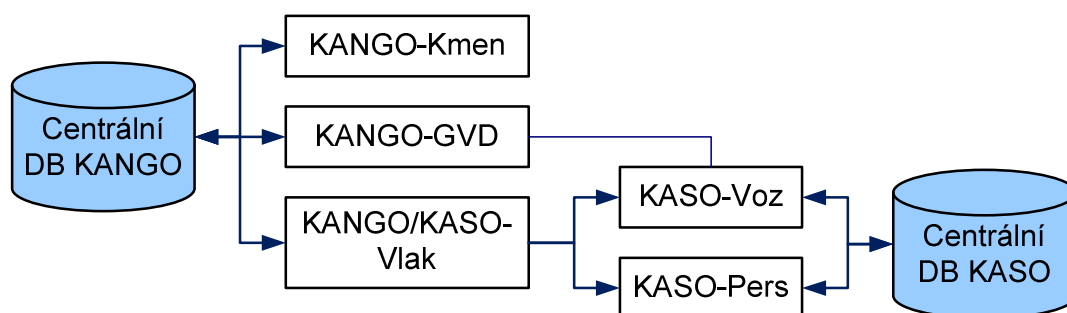 KANGO-Kmen
Centrální
DB KANGO
KANGO-GVD
KANGO/KASO-
Vlak
KASO-Voz
KASO-Pers
Centrální
DB KASO